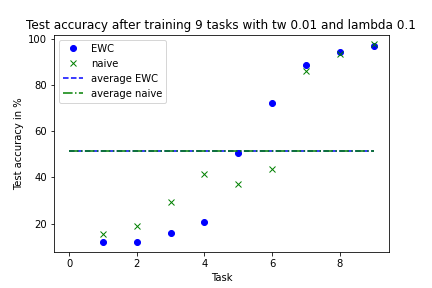 Test accuracy after training 9 tasks with tw 0.01 and lambda 0.1
100
80
60
40
20
Test accuracy in %
EWC
naive
average EWC
average naive
0 2 4 6 8
Task